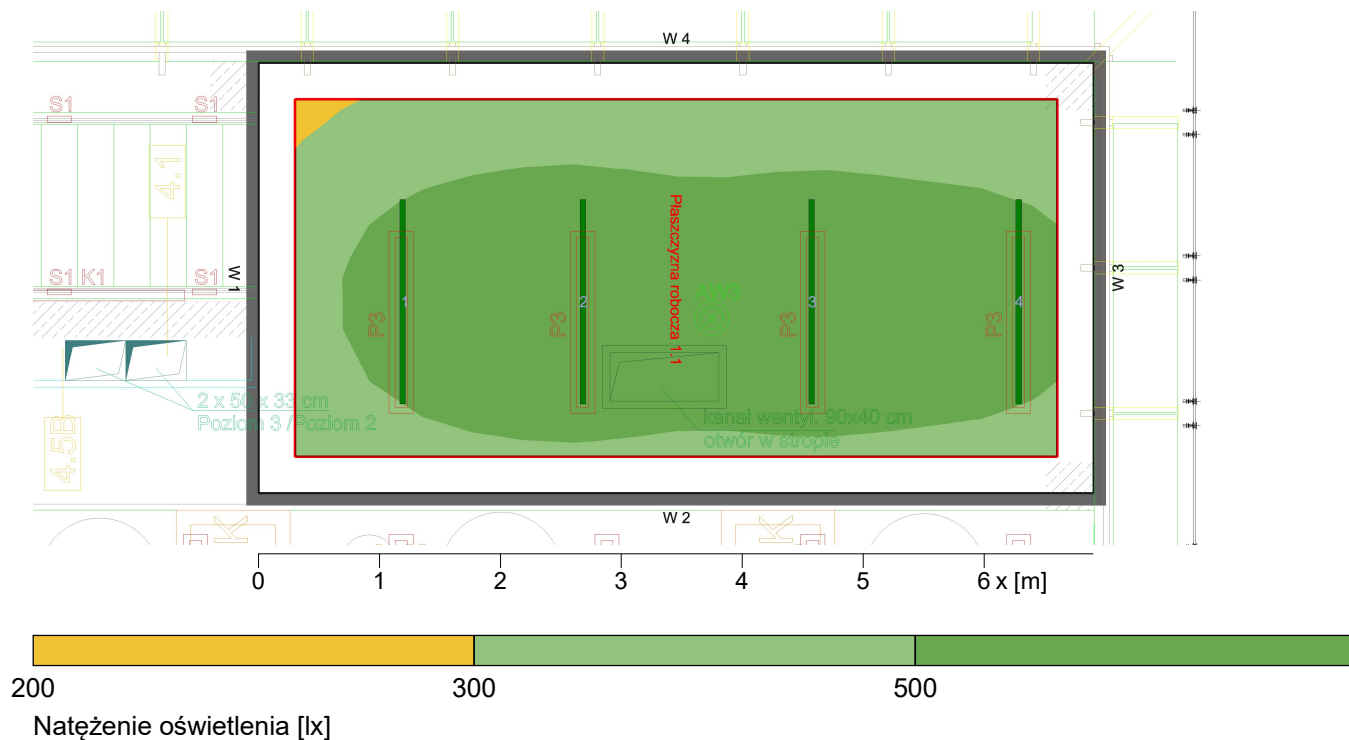 W 4
S1
S1
4.1
Płaszczyzna robocza 1.1
W 1
S1 K1
S1
1
2
3
4
W 3
P3
P3
P3
P3
2 x 50 x 33 cm
Poziom 3 /Poziom 2
kanał wentyl. 90x40 cm
otwór w stropie
4.5B
W 2
0
1
2
3
4
5
6 x [m]
200
300
500
Natężenie oświetlenia [lx]